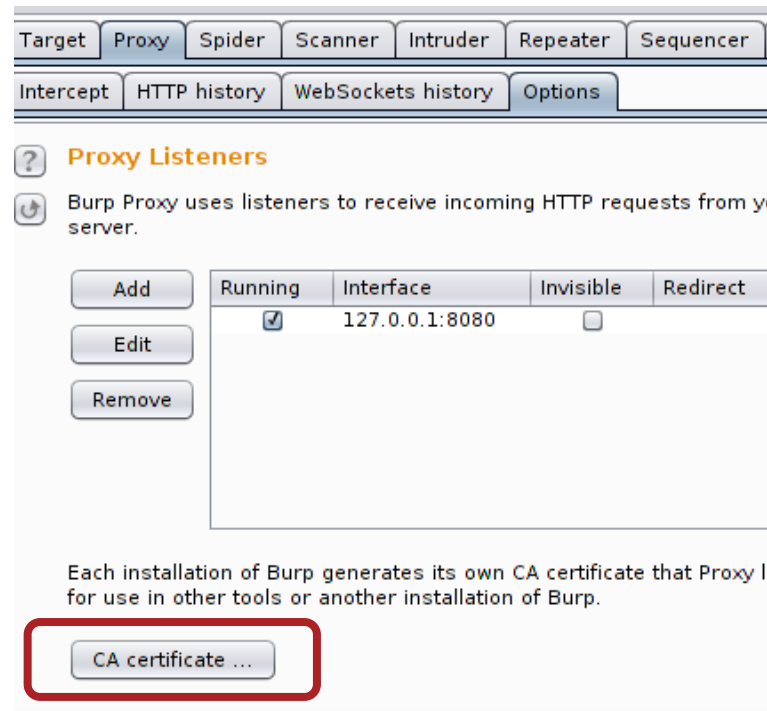 Target Proxy Spider Scanner Intruder Repeater Sequencer
Intercept HTTP history WebSockets history Options
? Proxy Listeners
Burp Proxy uses listeners to receive incoming HTTP requests from
server.
Add Running Interface Invisible Redirect
127.0.0.1:8080
Edit
Remove
Each installation of Burp generates its own CA certificate that Proxy
for use in other tools or another installation of Burp.
CA certificate ...